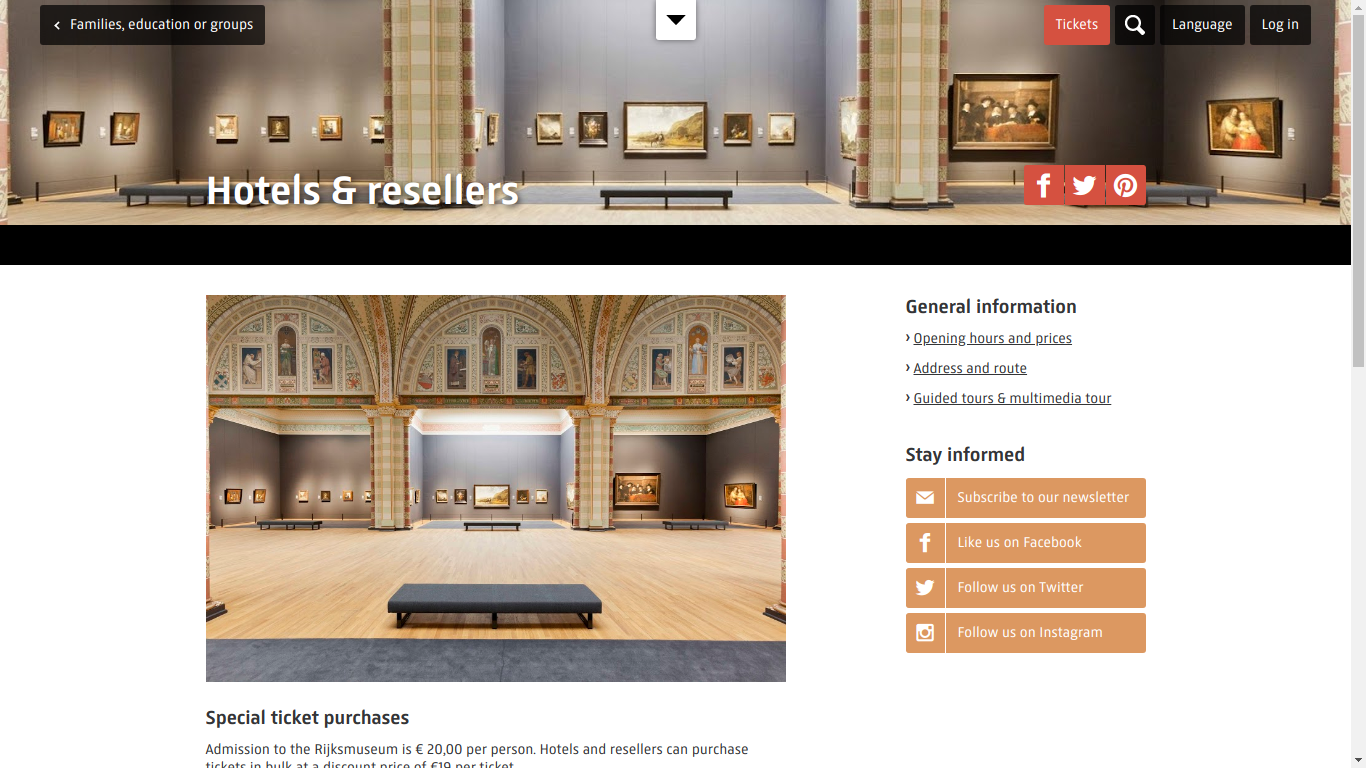 ‹ Families, education or groups
Tickets
Language
Log in
Hotels & resellers
General information
› Opening hours and prices
› Address and route
› Guided tours & multimedia tour
Stay informed
Subscribe to our newsletter
Like us on Facebook
Follow us on Twitter
Follow us on Instagram
Special ticket purchases
Admission to the Rijksmuseum is € 20,00 per person. Hotels and resellers can purchase
tickets in bulk at a discount price of €19 per ticket.